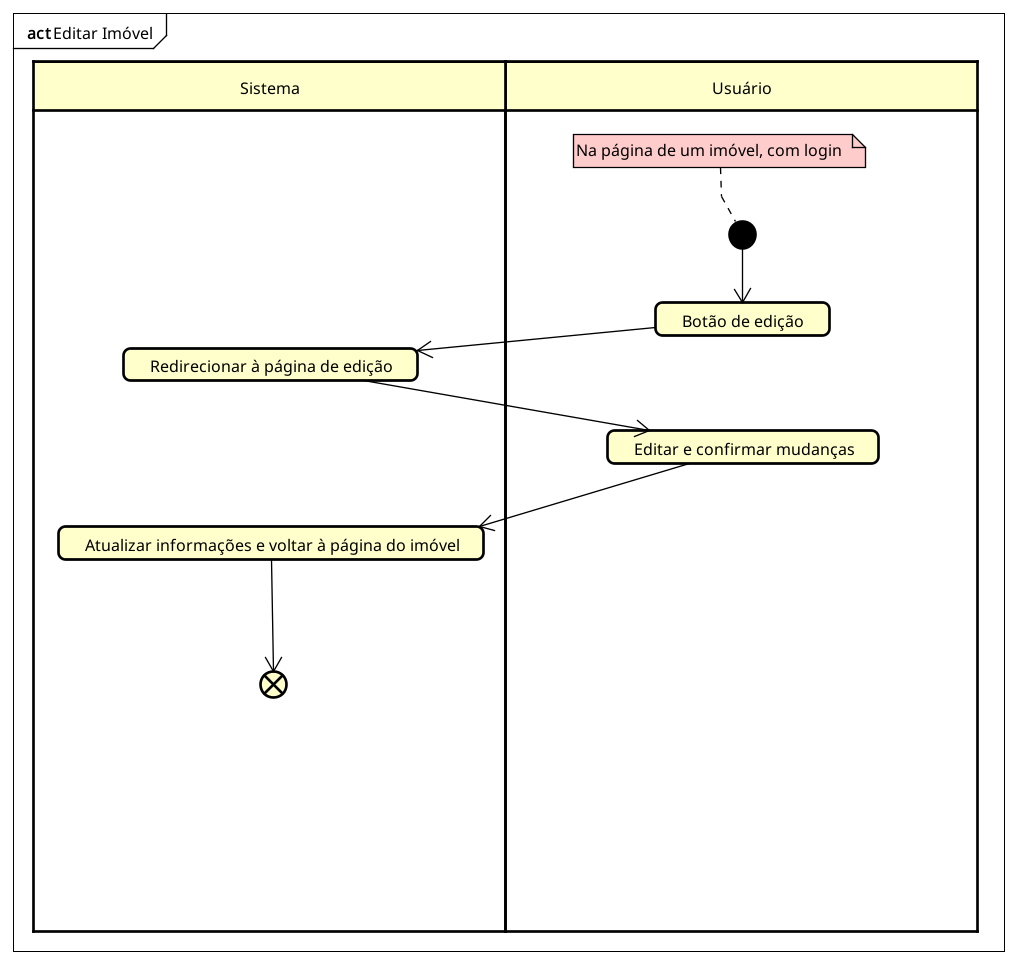 act Editar Imóvel
Sistema
Usuário
Na página de um imóvel, com login
Botão de edição
Redirecionar à página de edição
Editar e confirmar mudanças
Atualizar informações e voltar à página do imóvel